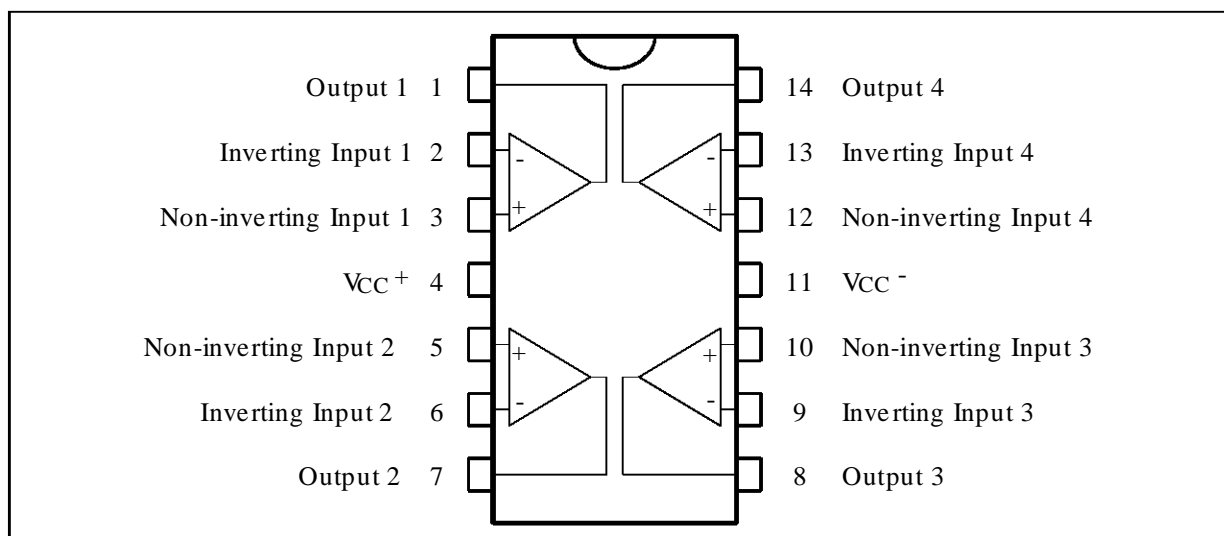 Output 1 1
14 Output 4
Inverting Input 1 2
-
-
13 Inverting Input 4
Non-inverting Input 1 3
+
+
12 Non-inverting Input 4
VCC + 4
11 VCC -
Non-inverting Input 2 5
+
+
10 Non-inverting Input 3
Inverting Input 2 6
-
-
9 Inverting Input 3
Output 2 7
8 Output 3